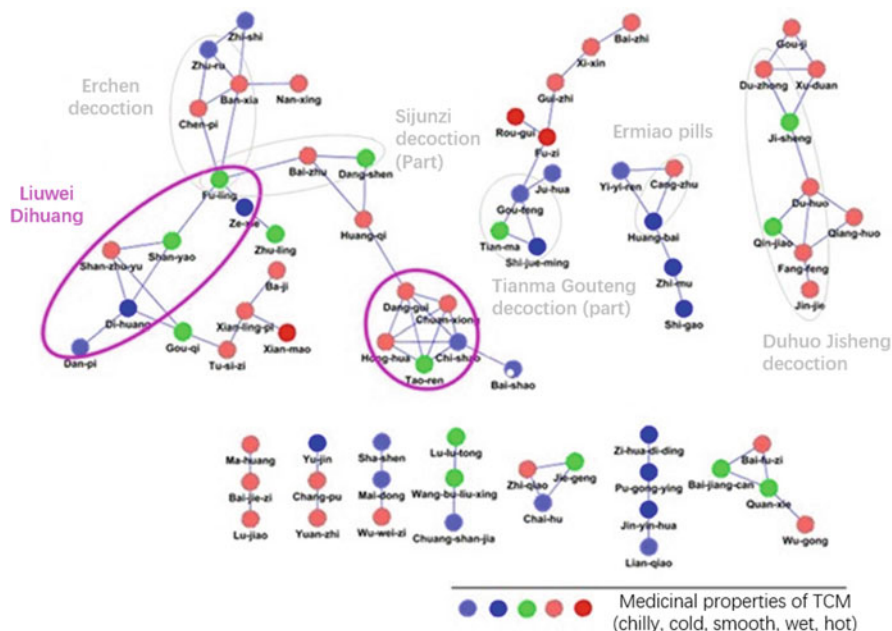 Zhi-shi
Zhu-ru
Erchen
decoction
Ban-xia
Nan-xing
Chen-pi
Sijunzi
decoction
(Part)
Bai-zhu
Dang-shen
Liuwei
Dihuang
Fu-ling
Ze-xie
Huang-qi
Zhu-ling
Shan-zhu-yu
Shan-yao
Ba-ji
Di-huang
Xian-ling-pi
Dan-pi
Gou-qi
Tu-si-zi
Xian-mao
Dang-gui
Chuan-xiong
Hong-hua
Chi-shao
Tao-ren
Bai-shao
Bai-zhi
Xi-xin
Gui-zhi
Rou-gui
Fu-zi
Ju-hua
Gou-teng
Tian-ma
Shi-jue-ming
Tianma Gouteng
decoction (part)
Ermiao pills
Yi-yi-ren
Cang-zhu
Huang-bai
Zhi-mu
Shi-gao
Gou-ji
Du-zhong
Xu-duan
Ji-sheng
Du-huo
Qin-jiao
Qiang-huo
Fang-feng
Jin-jie
Duhuo Jisheng
decoction
Ma-huang
Bai-jie-zi
Lu-jiao
Yu-jin
Chang-pu
Yuan-zhi
Sha-shen
Mai-dong
Wu-wei-zi
Lu-lu-tong
Wang-bu-liu-xing
Chuang-shan-jia
Zhi-qiao
Jie-geng
Chai-hu
Zi-hua-di-ding
Pu-gong-ying
Jin-yin-hua
Lian-qiao
Bai-fu-zi
Bai-jiang-can
Quan-xie
Wu-gong
Medicinal properties of TCM
(chilly, cold, smooth, wet, hot)